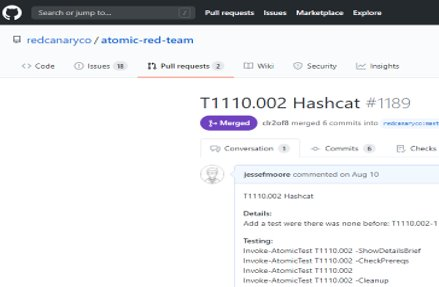 Search or jump to... /
Pull requests Issues Marketplace Explore
redcanaryco / atomic-red-team
Code Issues 18 Pull requests 2 Wiki Security Insights
T1110.002 Hashcat #1189
Merged clr2of8 merged 6 commits into redcanaryco:mast
Conversation 1 Commits 6 Checks
jessefmoore commented on Aug 10
T1110.002 Hashcat
Details:
Add a test were there was none before: T1110.002-1
Testing:
Invoke-AtomicTest T1110.002 -ShowDetailsBrief
Invoke-AtomicTest T1110.002 -CheckPrereqs
Invoke-AtomicTest T1110.002
Invoke-AtomicTest T1110.002 -Cleanup